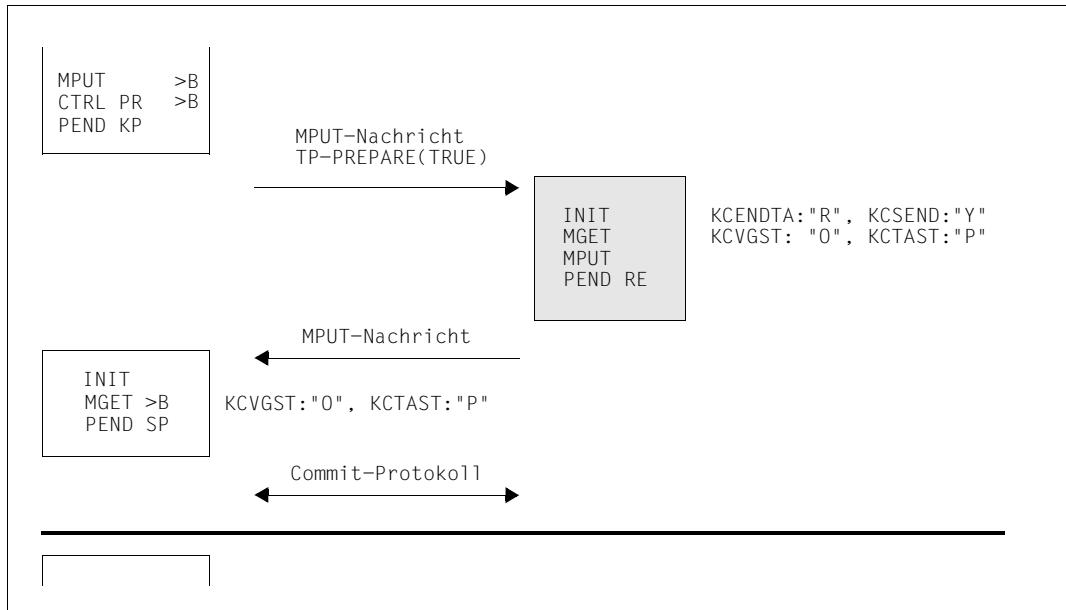 MPUT >B
CTRL PR >B
PEND KP
MPUT-Nachricht
TP-PREPARE(TRUE)
INIT
MGET
MPUT
PEND RE
KCENDTA:"R", KCSEND:"Y"
KCVGST: "O", KCTAST:"P"
MPUT-Nachricht
INIT
MGET >B
PEND SP
KCVGST:"O", KCTAST:"P"
Commit-Protokoll